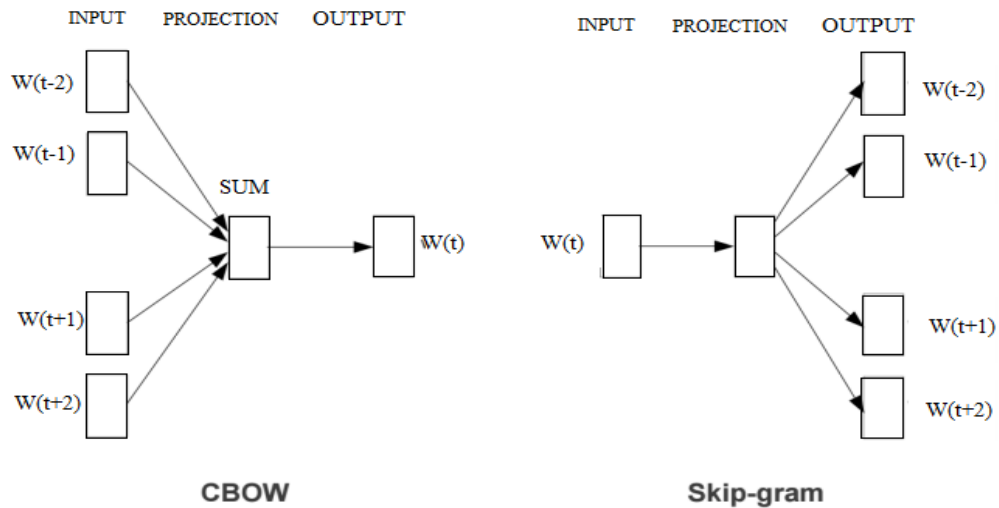 INPUT PROJECTION OUTPUT
W(t-2)
W(t-1)
SUM
W(t)
W(t+1)
W(t+2)
CBOW
INPUT PROJECTION OUTPUT
W(t-2)
W(t-1)
W(t)
W(t+1)
W(t+2)
Skip-gram